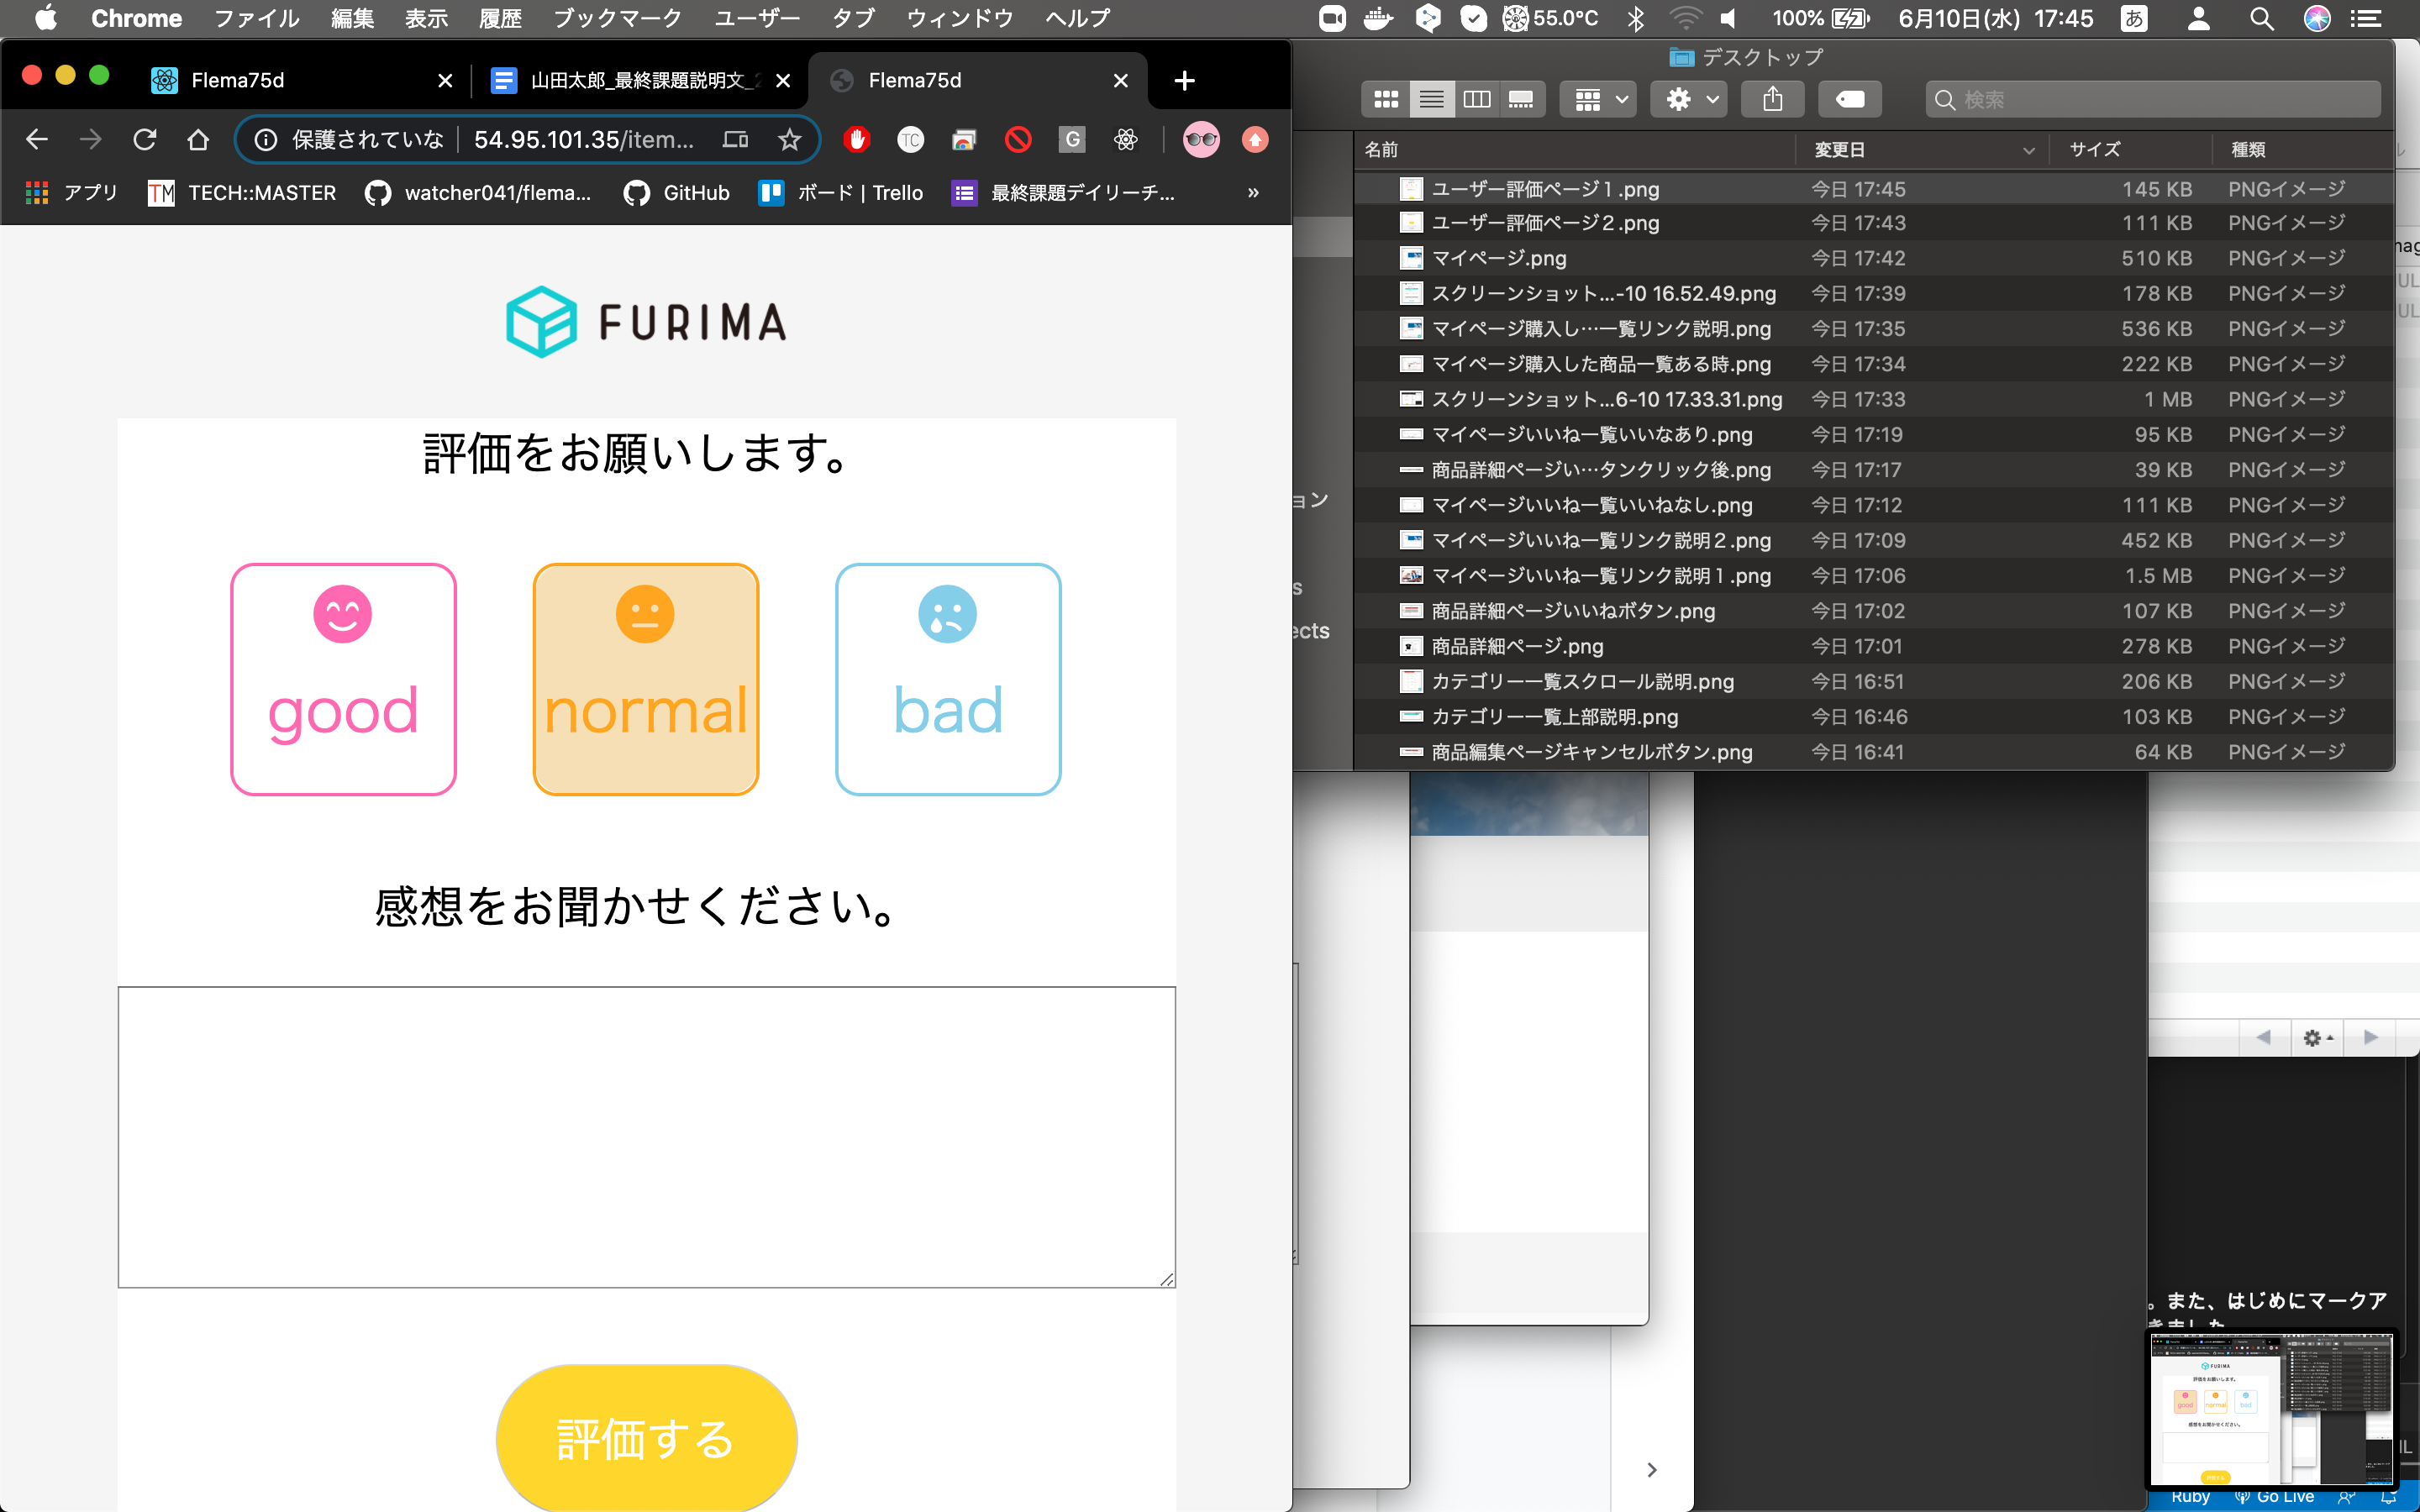 Chrome ファイル 編集 表示 履歴 ブックマーク ユーザー タブ ウィンドウ ヘルプ 55.0°C 100% 6月10日(水) 17:45 あ
Flema75d
山田太郎_最終課題説明文_
Flema75d
保護されていな 54.95.101.35/item... TC G
アプリ TM TECH::MASTER watcher041/flema... GitHub ボード | Trello 最終課題デイリーチ... »
FURIMA
評価をお願いします。
good normal bad
感想をお聞かせください。
評価する
デスクトップ
検索
名前 変更日 サイズ 種類
ユーザー評価ページ1.png 今日 17:45 145 KB PNGイメージ
ユーザー評価ページ2.png 今日 17:43 111 KB PNGイメージ
マイページ.png 今日 17:42 510 KB PNGイメージ
スクリーンショット...-10 16.52.49.png 今日 17:39 178 KB PNGイメージ
マイページ購入し…一覧リンク説明.png 今日 17:35 536 KB PNGイメージ
マイページ購入した商品一覧ある時.png 今日 17:34 222 KB PNGイメージ
スクリーンショット...6-10 17.33.31.png 今日 17:33 1 MB PNGイメージ
マイページいいね一覧いいなあり.png 今日 17:19 95 KB PNGイメージ
商品詳細ページい…タンクリック後.png 今日 17:17 39 KB PNGイメージ
マイページいいね一覧いいねなし.png 今日 17:12 111 KB PNGイメージ
マイページいいね一覧リンク説明2.png 今日 17:09 452 KB PNGイメージ
マイページいいね一覧リンク説明1.png 今日 17:06 1.5 MB PNGイメージ
商品詳細ページいいねボタン.png 今日 17:02 107 KB PNGイメージ
商品詳細ページ.png 今日 17:01 278 KB PNGイメージ
カテゴリー一覧スクロール説明.png 今日 16:51 206 KB PNGイメージ
カテゴリー一覧上部説明.png 今日 16:46 103 KB PNGイメージ
商品編集ページキャンセルボタン.png 今日 16:41 64 KB PNGイメージ
ョン
s
ects
。また、はじめにマークア
Ruby Go Live